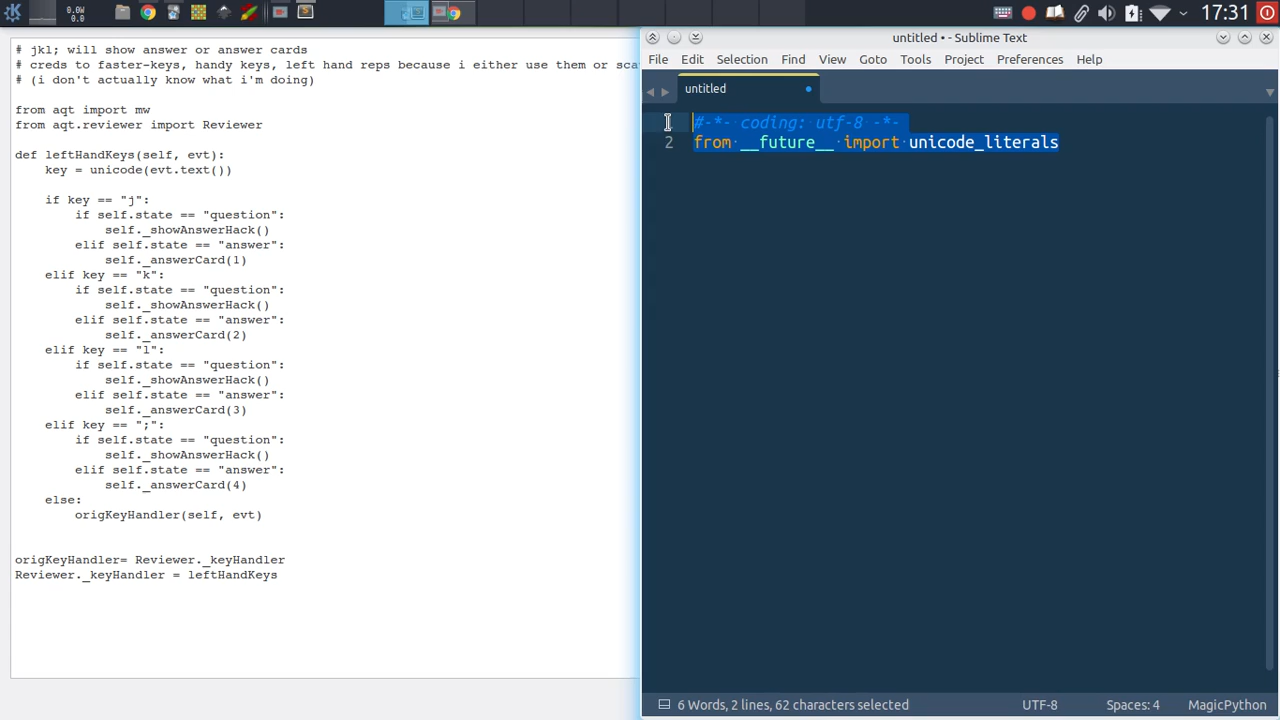 0.0W
0.0
17:31
# jkl; will show answer or answer cards
# creds to faster-keys, handy keys, left hand reps because i either use them or sca
# (i don't actually know what i'm doing)
from aqt import mw
from aqt.reviewer import Reviewer
def leftHandKeys(self, evt):
    key = unicode(evt.text())
    if key == "j":
        if self.state == "question":
            self._showAnswerHack()
        elif self.state == "answer":
            self._answerCard(1)
    elif key == "k":
        if self.state == "question":
            self._showAnswerHack()
        elif self.state == "answer":
            self._answerCard(2)
    elif key == "l":
        if self.state == "question":
            self._showAnswerHack()
        elif self.state == "answer":
            self._answerCard(3)
    elif key == ";":
        if self.state == "question":
            self._showAnswerHack()
        elif self.state == "answer":
            self._answerCard(4)
    else:
        origKeyHandler(self, evt)
origKeyHandler= Reviewer._keyHandler
Reviewer._keyHandler = leftHandKeys
untitled • - Sublime Text
File Edit Selection Find View Goto Tools Project Preferences Help
untitled
1 #-*- coding: utf-8 -*-
2 from __future__ import unicode_literals
6 Words, 2 lines, 62 characters selected UTF-8 Spaces: 4 MagicPython